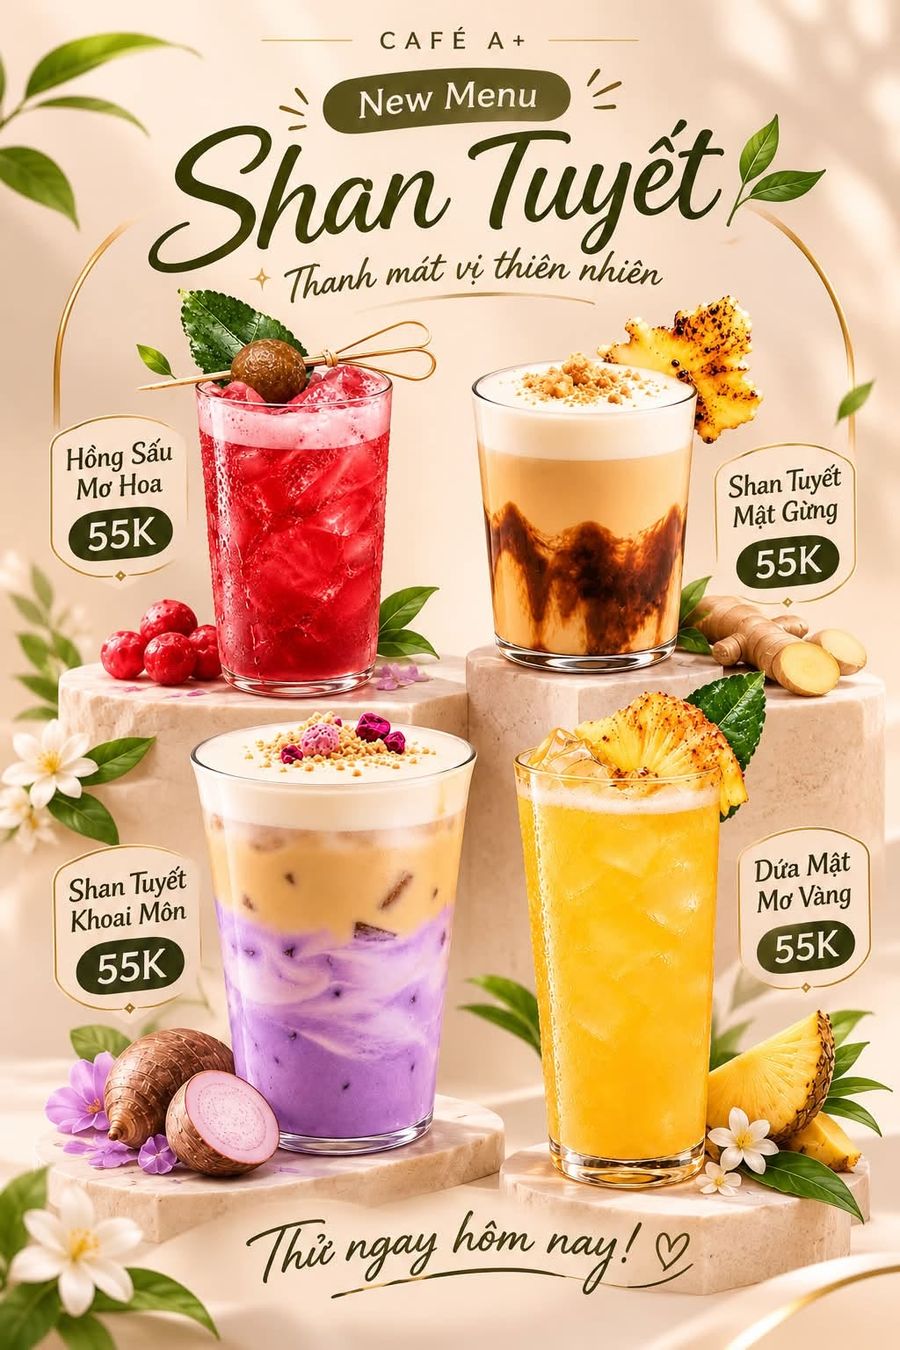 CAFÉ A+
New Menu
Shan Tuyết
Thanh mát vị thiên nhiên
Hồng Sấu
Mơ Hoa
55K
Shan Tuyết
Mật Gừng
55K
Shan Tuyết
Khoai Môn
55K
Dứa Mật
Mơ Vàng
55K
Thử ngay hôm nay!